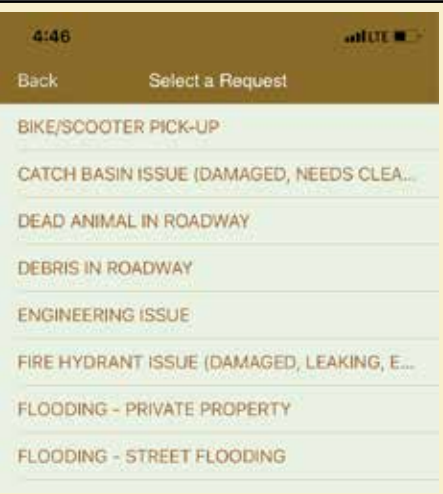 4:46
LTE
Back Select a Request
BIKE/SCOOTER PICK-UP
CATCH BASIN ISSUE (DAMAGED, NEEDS CLEA...
DEAD ANIMAL IN ROADWAY
DEBRIS IN ROADWAY
ENGINEERING ISSUE
FIRE HYDRANT ISSUE (DAMAGED, LEAKING, E...
FLOODING - PRIVATE PROPERTY
FLOODING - STREET FLOODING